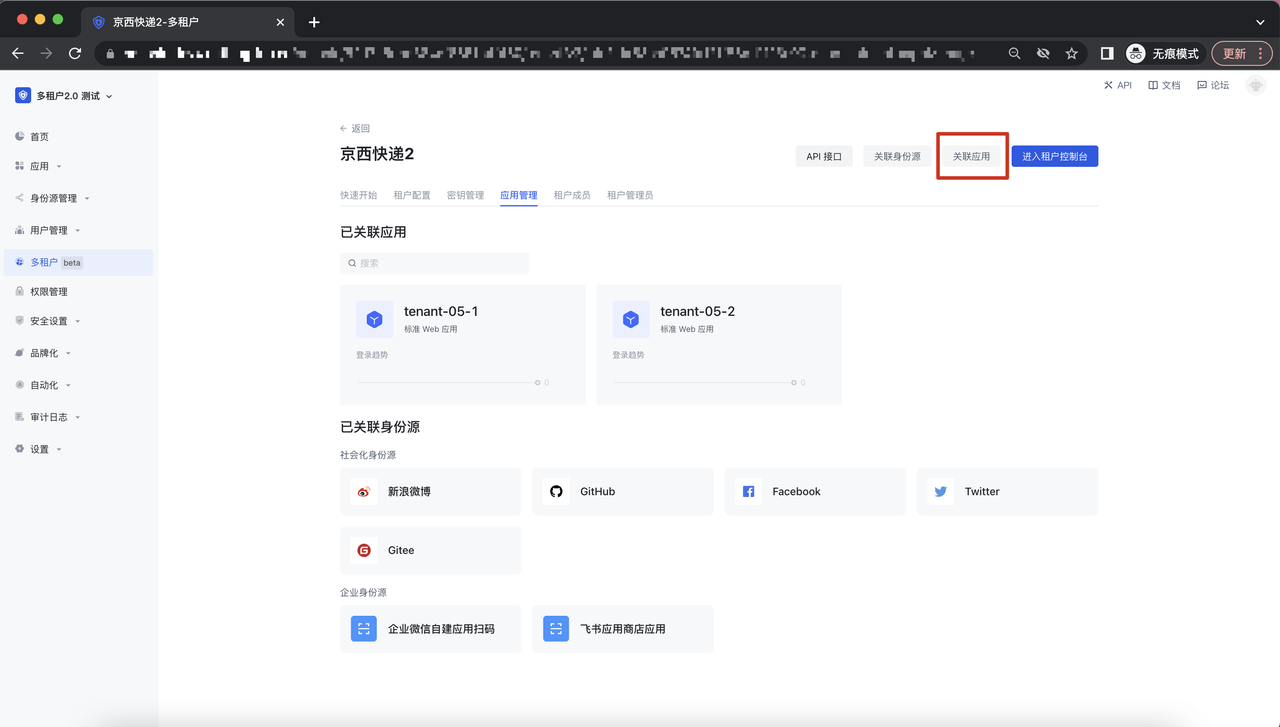 京西快递2-多租户
无痕模式
更新
多租户2.0 测试
API
文档
论坛
首页
应用
身份源管理
用户管理
多租户 beta
权限管理
安全设置
品牌化
自动化
审计日志
设置
返回
京西快递2
API 接口
关联身份源
关联应用
进入租户控制台
快速开始
租户配置
密钥管理
应用管理
租户成员
租户管理员
已关联应用
搜索
tenant-05-1
标准 Web 应用
登录趋势
0
tenant-05-2
标准 Web 应用
登录趋势
0
已关联身份源
社会化身份源
新浪微博
GitHub
Facebook
Twitter
Gitee
企业身份源
企业微信自建应用扫码
飞书应用商店应用